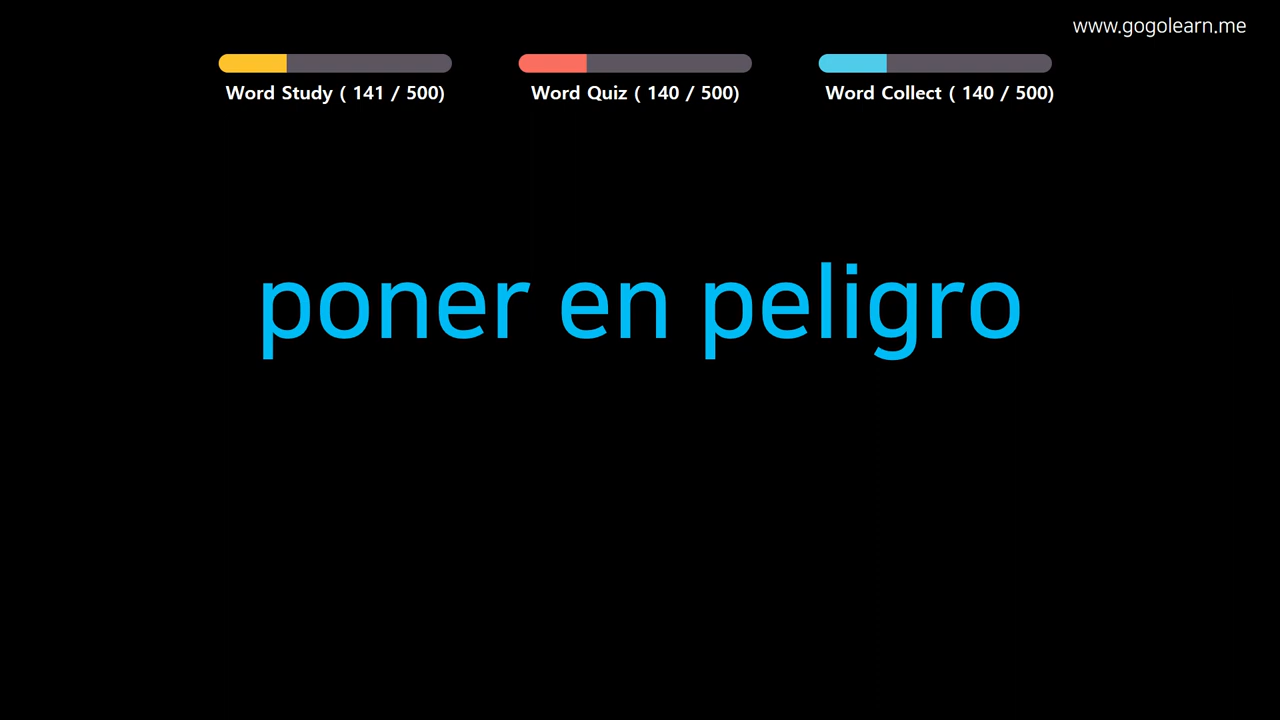 www.gogolearn.me
Word Study ( 141 / 500)
Word Quiz ( 140 / 500)
Word Collect ( 140 / 500)
poner en peligro